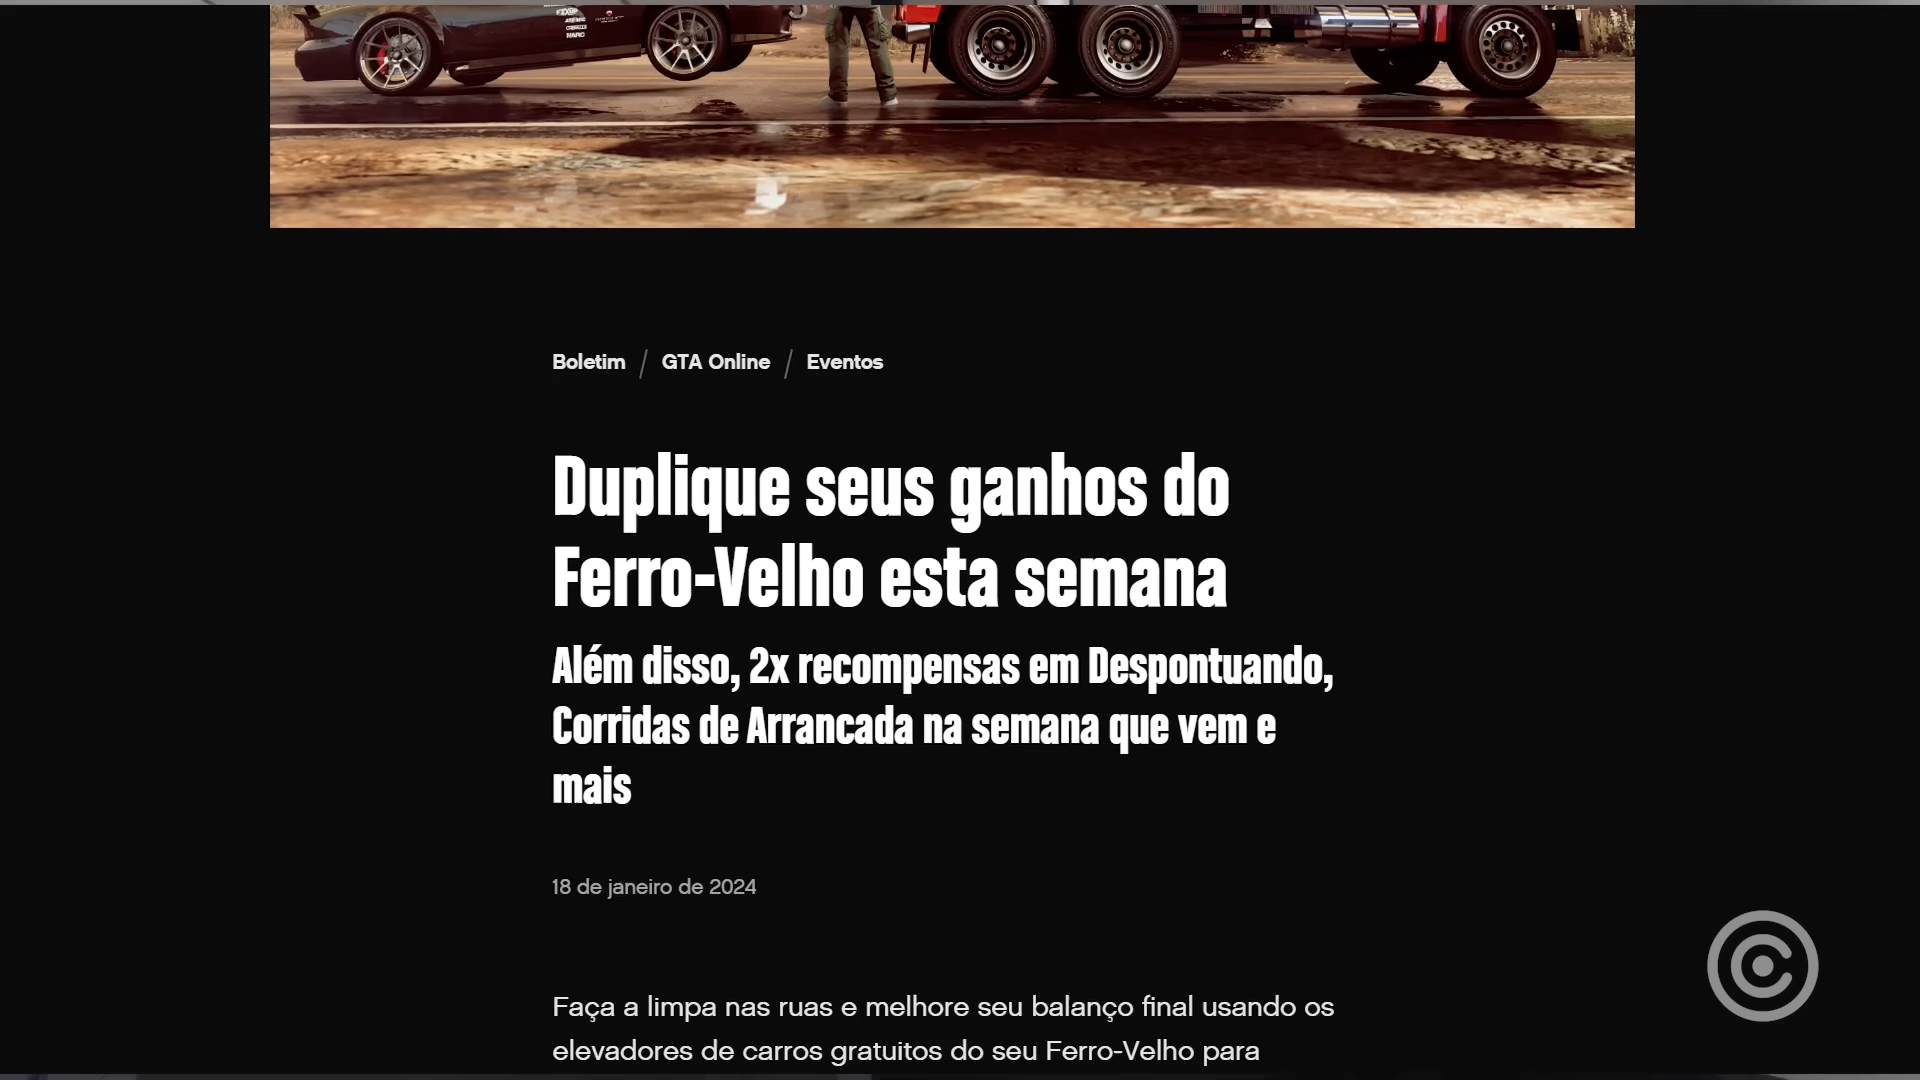 Boletim / GTA Online / Eventos
Duplique seus ganhos do
Ferro-Velho esta semana
Além disso, 2x recompensas em Despontuando,
Corridas de Arrancada na semana que vem e
mais
18 de janeiro de 2024
Faça a limpa nas ruas e melhore seu balanço final usando os
elevadores de carros gratuitos do seu Ferro-Velho para